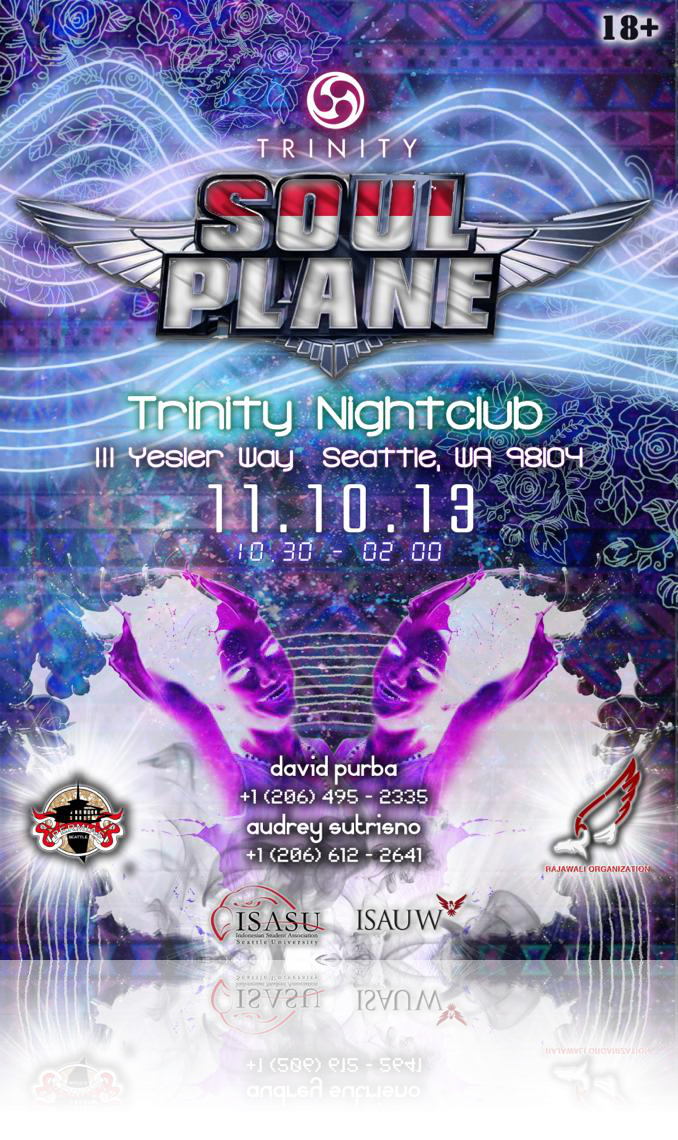 18+
TRINITY
SOUL
PLANE
Trinity Nightclub
111 Yesler Way Seattle, WA 98104
11.10.13
10.30 - 02.00
david purba
+1 (206) 495 - 2335
audrey sutrisno
+1 (206) 612 - 2641
PERMIAS
SEATTLE
RAJAWALI ORGANIZATION
ISASU
Indonesian Student Association
Seattle University
ISAUW